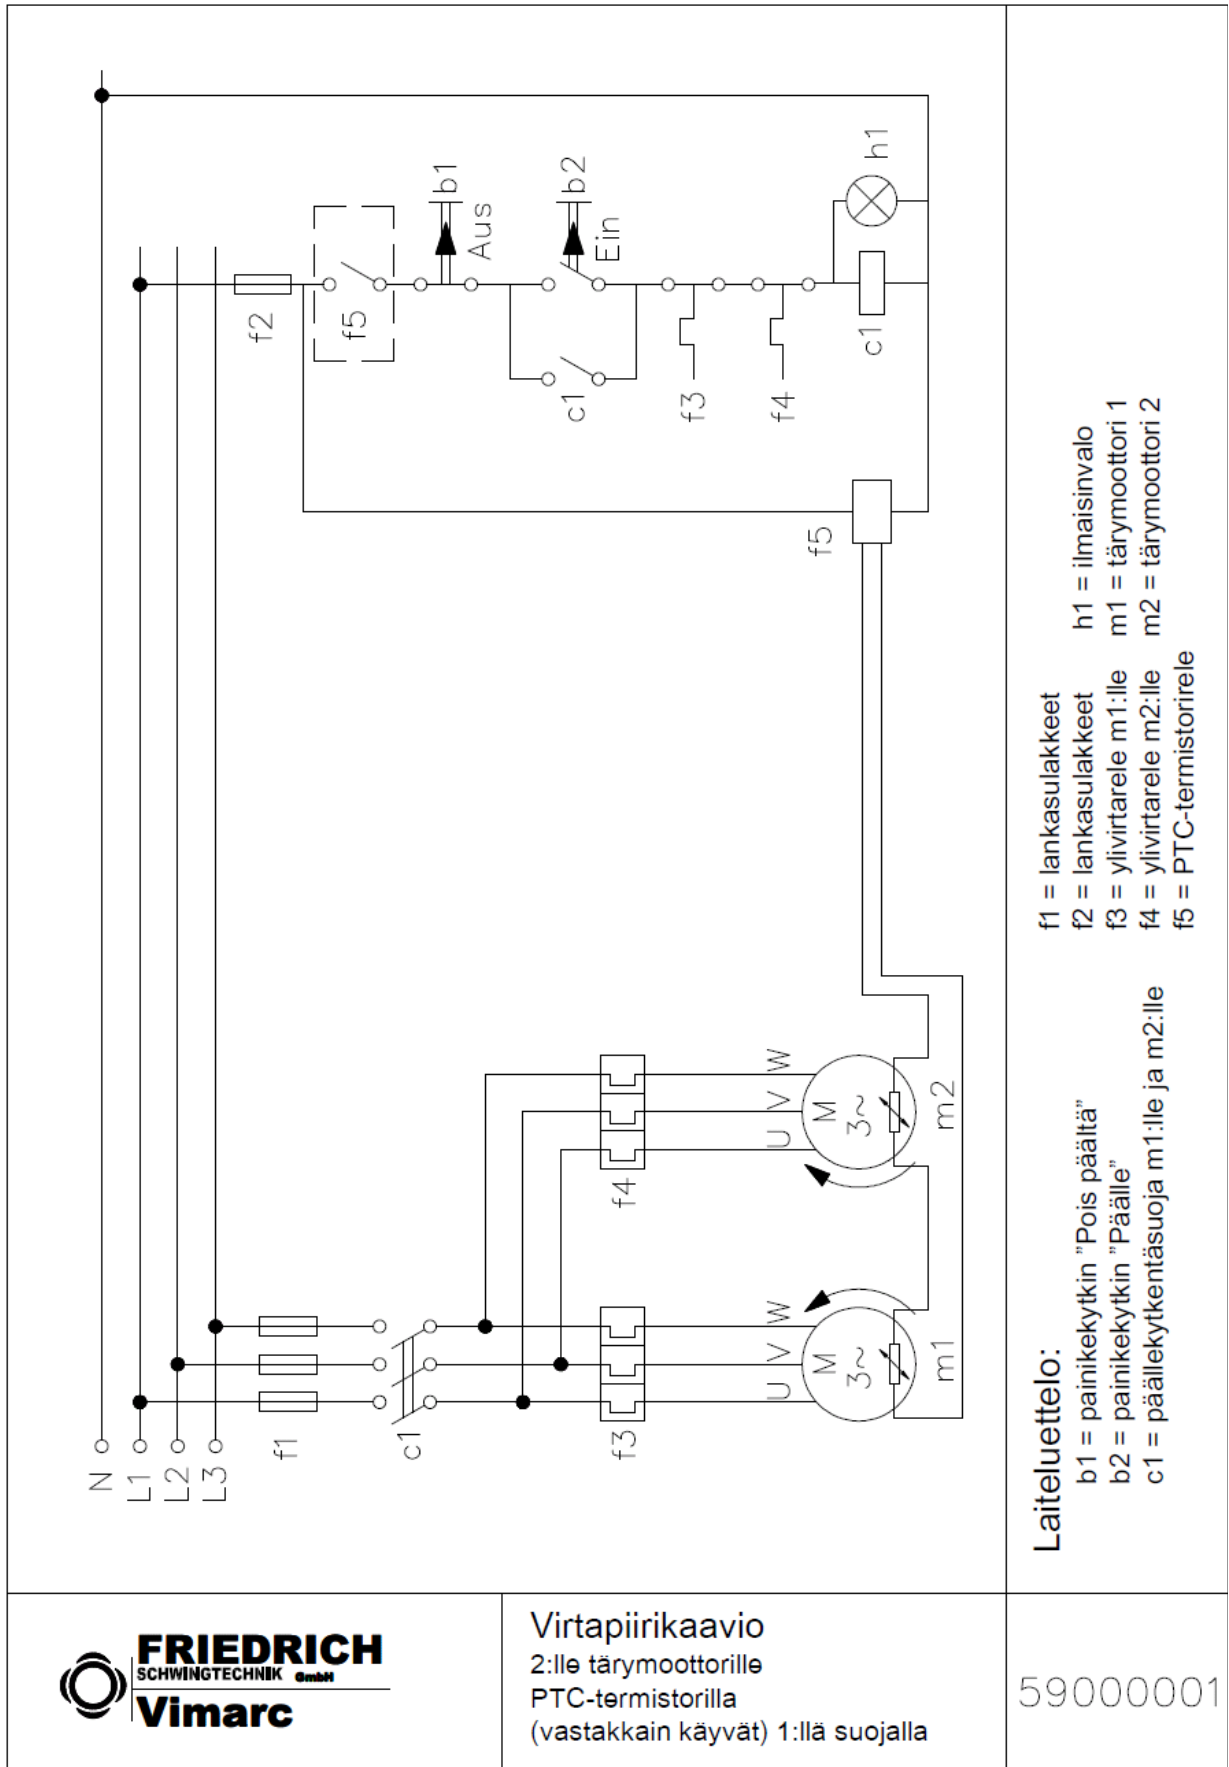 N
L1
L2
L3
f1
c1
f3
f4
U V W
U V W
M
3~
M
3~
m1
m2
f5
f2
f5
b1
Aus
c1
b2
Ein
f3
f4
c1
h1
Laiteluettelo:
b1 = painikekytkin "Pois päältä"
b2 = painikekytkin "Päälle"
c1 = päällekytkentäsuoja m1:lle ja m2:lle
f1 = lankasulakkeet
f2 = lankasulakkeet
f3 = ylivirtarele m1:lle
f4 = ylivirtarele m2:lle
f5 = PTC-termistorirele
h1 = ilmaisinvalo
m1 = tärymoottori 1
m2 = tärymoottori 2
FRIEDRICH
SCHWINGTECHNIK GmbH
Vimarc
Virtapiirikaavio
2:lle tärymoottorille
PTC-termistorilla
(vastakkain käyvät) 1:llä suojalla
59000001